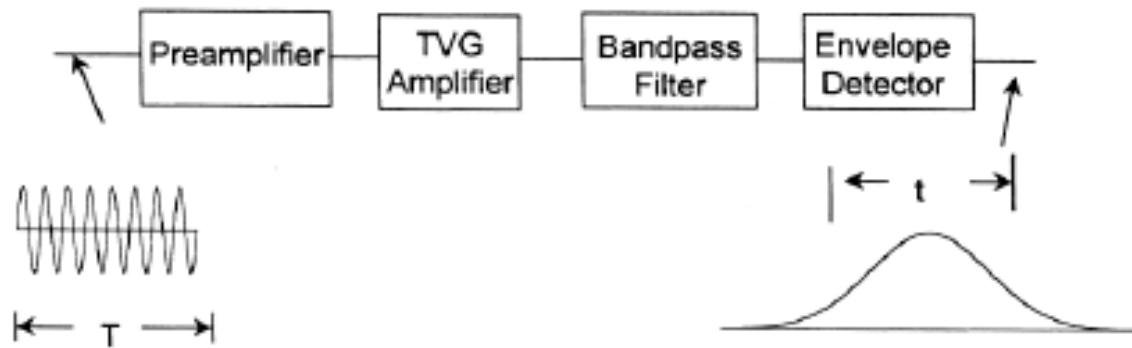 Preamplifier
TVG
Amplifier
Bandpass
Filter
Envelope
Detector
t
T